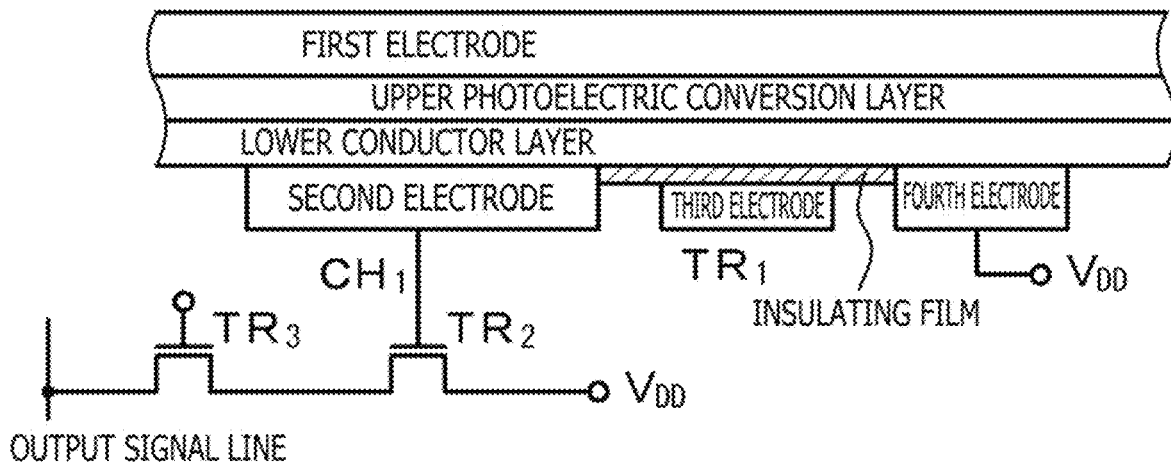 FIRST ELECTRODE
UPPER PHOTOELECTRIC CONVERSION LAYER
LOWER CONDUCTOR LAYER
SECOND ELECTRODE
THIRD ELECTRODE
FOURTH ELECTRODE
CH1
TR1
VDD
INSULATING FILM
TR3
TR2
VDD
OUTPUT SIGNAL LINE